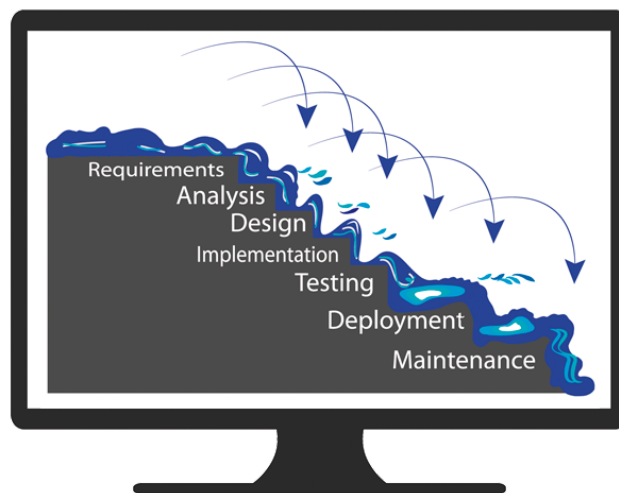 Requirements
Analysis
Design
Implementation
Testing
Deployment
Maintenance